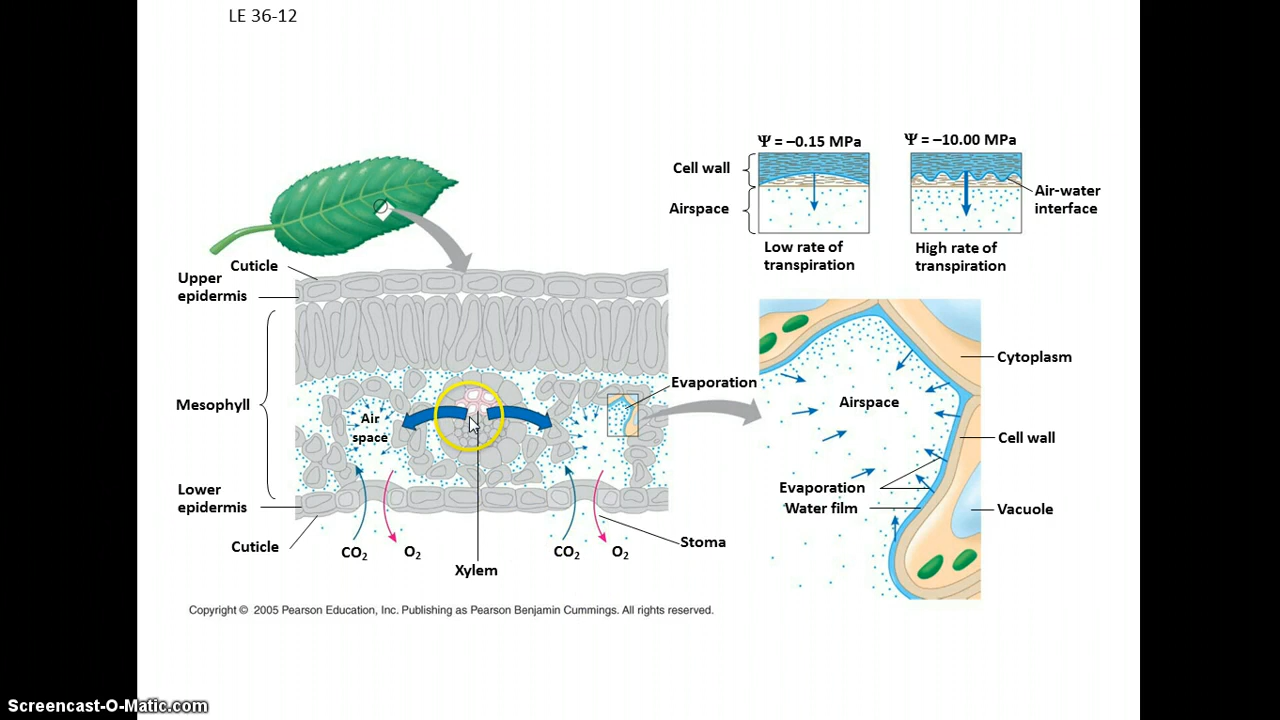 LE 36-12
Ψ = –0.15 MPa
Ψ = –10.00 MPa
Cell wall
Airspace
Air-water
interface
Low rate of
transpiration
High rate of
transpiration
Cuticle
Upper
epidermis
Mesophyll
Air
space
Evaporation
Lower
epidermis
Cuticle
CO₂
O₂
CO₂
O₂
Stoma
Xylem
Cytoplasm
Airspace
Cell wall
Evaporation
Water film
Vacuole
Copyright © 2005 Pearson Education, Inc. Publishing as Pearson Benjamin Cummings. All rights reserved.
Screencast-O-Matic.com